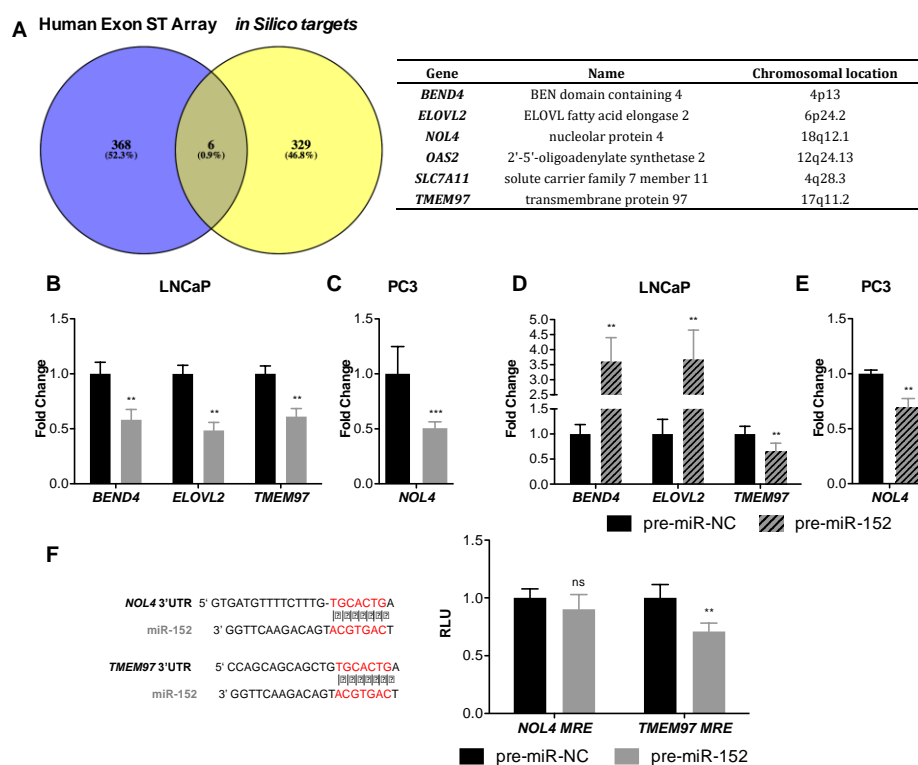 A Human Exon ST Array in Silico targets
368
(52.3%)
6
(0.9%)
329
(46.8%)
Gene Name Chromosomal location
BEND4 BEN domain containing 4 4p13
ELOVL2 ELOVL fatty acid elongase 2 6p24.2
NOL4 nucleolar protein 4 18q12.1
OAS2 2'-5'-oligoadenylate synthetase 2 12q24.13
SLC7A11 solute carrier family 7 member 11 4q28.3
TMEM97 transmembrane protein 97 17q11.2
B LNCaP
Fold Change
1.5
1.0
0.5
0.0
** ** **
BEND4 ELOVL2 TMEM97
C PC3
Fold Change
1.5
1.0
0.5
0.0
***
NOL4
D LNCaP
Fold Change
5.0
4.5
4.0
3.5
3.0
2.5
1.5
1.0
0.5
0.0
** ** **
BEND4 ELOVL2 TMEM97
E PC3
Fold Change
1.5
1.0
0.5
0.0
**
NOL4
pre-miR-NC pre-miR-152
F
NOL4 3'UTR 5' GTGATGTTTTCTTTG-TGCACTGA
miR-152 3' GGTTCAAGACAGTACGTGACT
TMEM97 3'UTR 5' CCAGCAGCAGCTGTGCACTGA
miR-152 3' GGTTCAAGACAGTACGTGACT
RLU
1.5
1.0
0.5
0.0
ns **
NOL4 MRE TMEM97 MRE
pre-miR-NC pre-miR-152